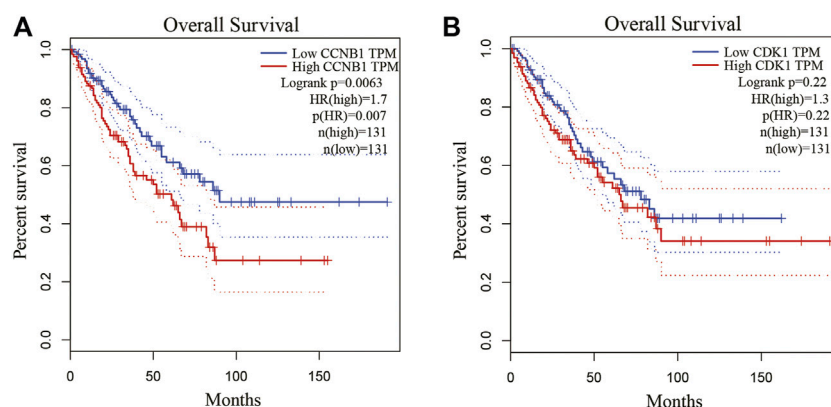 A
Overall Survival
Low CCNB1 TPM
High CCNB1 TPM
Logrank p=0.0063
HR(high)=1.7
p(HR)=0.007
n(high)=131
n(low)=131
Percent survival
1.0
0.8
0.6
0.4
0.2
0.0
0 50 100 150
Months
B
Overall Survival
Low CDK1 TPM
High CDK1 TPM
Logrank p=0.22
HR(high)=1.3
p(HR)=0.22
n(high)=131
n(low)=131
Percent survival
1.0
0.8
0.6
0.4
0.2
0.0
0 50 100 150
Months